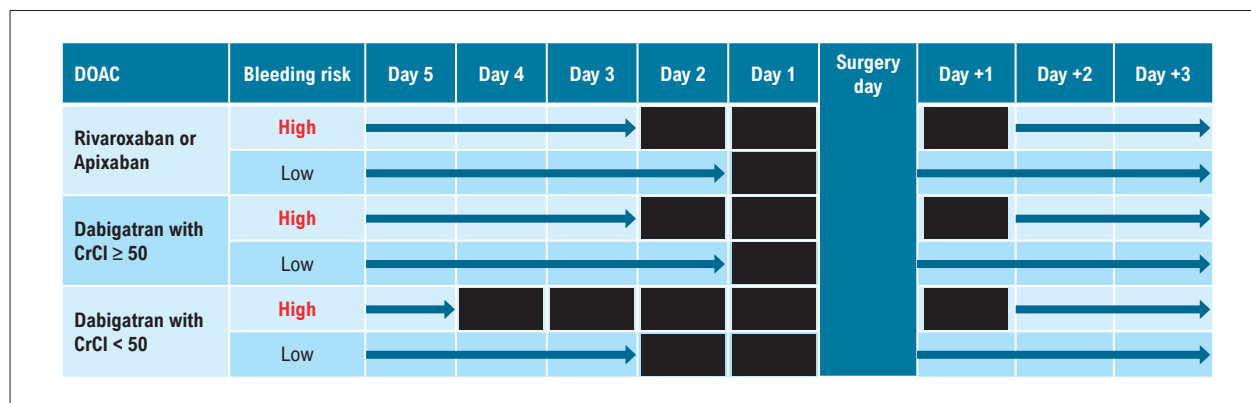 DOAC Bleeding risk Day 5 Day 4 Day 3 Day 2 Day 1 Surgery day Day +1 Day +2 Day +3
Rivaroxaban or
Apixaban
High
Low
Dabigatran with
CrCl ≥ 50
High
Low
Dabigatran with
CrCl < 50
High
Low